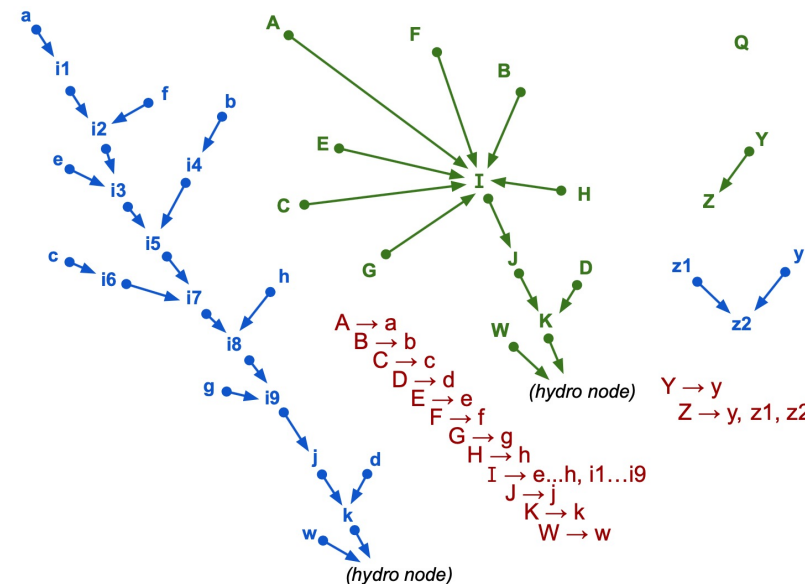 a
i1
i2
f
b
e
i3
i4
i5
c
i6
i7
h
i8
g
i9
j
d
k
w
(hydro node)
A
F
B
E
I
H
C
G
J
D
K
W
(hydro node)
Q
Y
Z
z1
y
z2
A → a
B → b
C → c
D → d
E → e
F → f
G → g
H → h
I → e...h, i1...i9
J → j
K → k
W → w
Y → y
Z → y, z1, z2